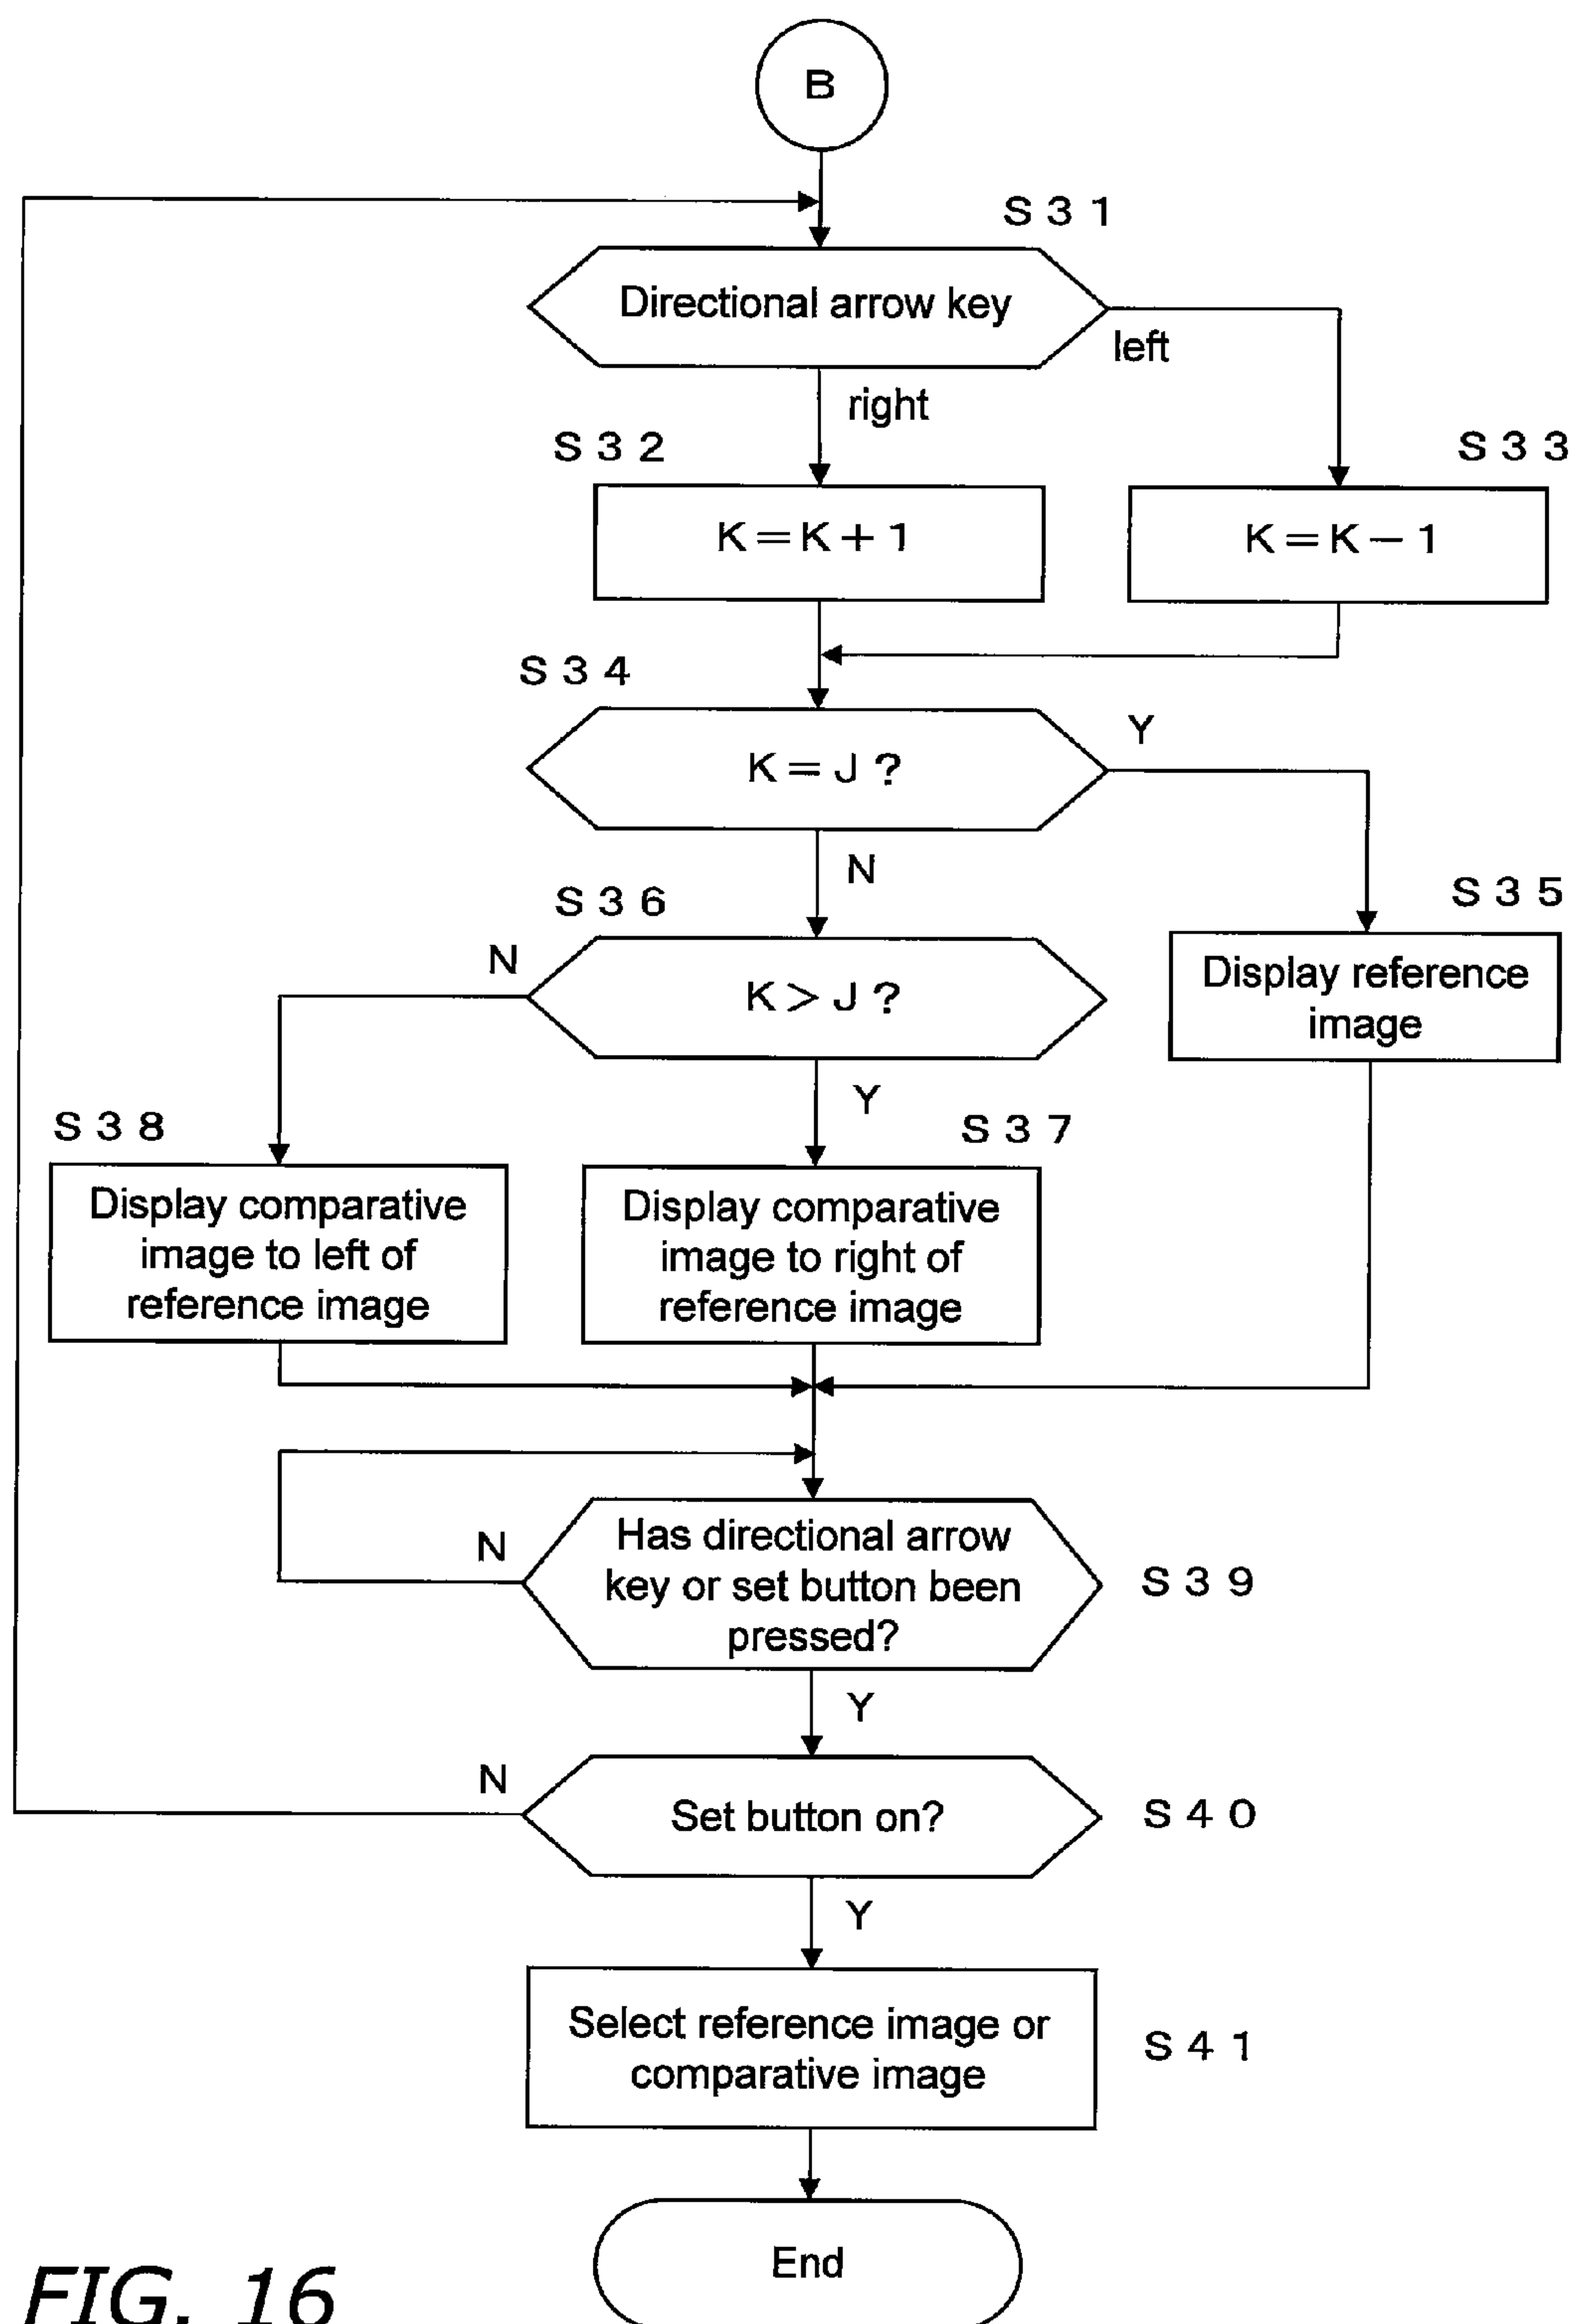 B
S31
Directional arrow key
left
right
S32
S33
K=K+1
K=K-1
S34
Y
K=J?
N
S36
S35
N
K>J?
Display reference
image
Y
S38
S37
Display comparative
image to left of
reference image
Display comparative
image to right of
reference image
N
Has directional arrow
key or set button been
pressed?
S39
Y
N
Set button on?
S40
Y
Select reference image or
comparative image
S41
End
FIG. 16